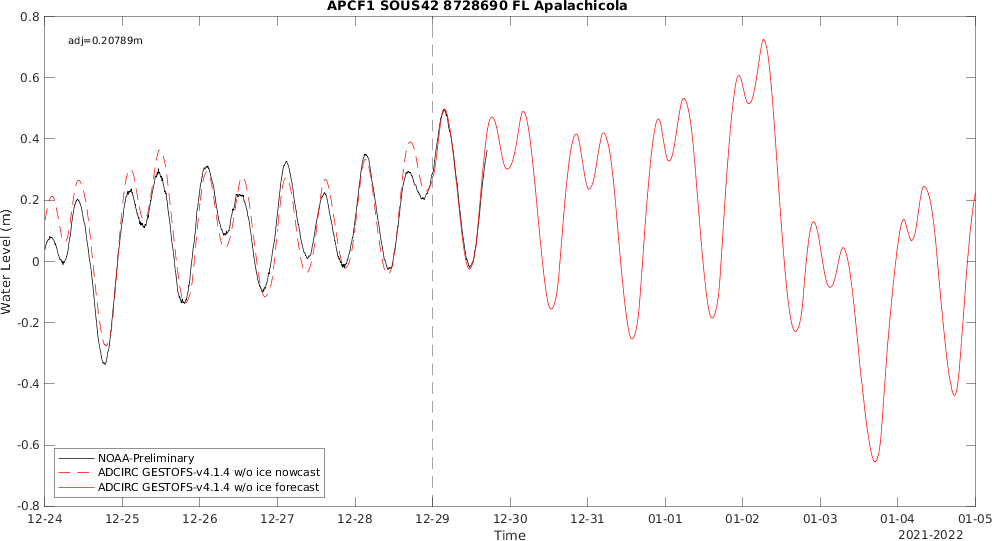 APCF1 SOUS42 8728690 FL Apalachicola
adj=0.20789m
0.8
0.6
0.4
0.2
0
-0.2
-0.4
-0.6
-0.8
Water Level (m)
NOAA-Preliminary
ADCIRC GESTOFS-v4.1.4 w/o ice nowcast
ADCIRC GESTOFS-v4.1.4 w/o ice forecast
12-24 12-25 12-26 12-27 12-28 12-29 12-30 12-31 01-01 01-02 01-03 01-04 01-05
Time
2021-2022